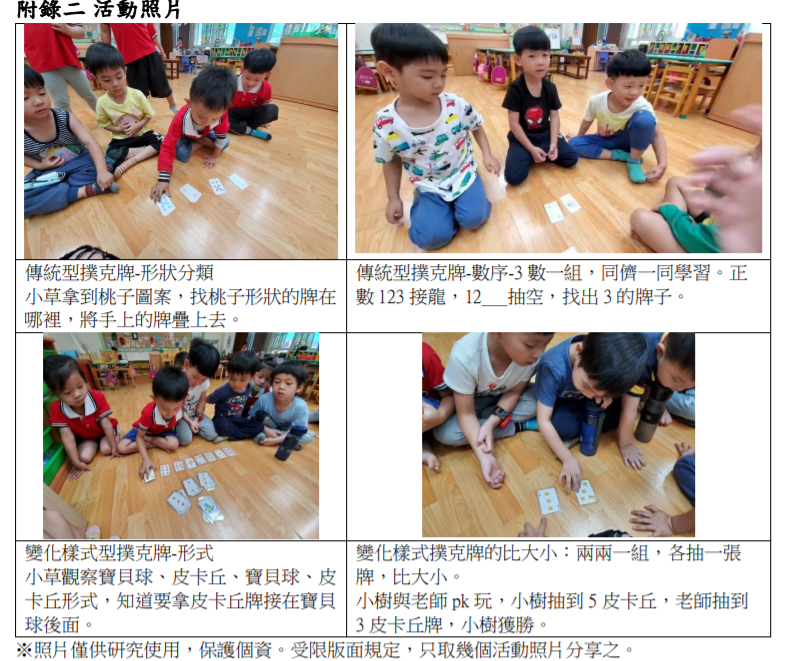 附錄二 活動照片
傳統型撲克牌-形狀分類
小草拿到桃子圖案，找桃子形狀的牌在
哪裡，將手上的牌疊上去。
傳統型撲克牌-數序-3 數一組，同儕一同學習。正
數 123 接龍，12___抽空，找出 3 的牌子。
變化樣式型撲克牌-形式
小草觀察寶貝球、皮卡丘、寶貝球、皮
卡丘形式，知道要拿皮卡丘牌接在寶貝
球後面。
變化樣式撲克牌的比大小：兩兩一組，各抽一張
牌，比大小。
小樹與老師 pk 玩，小樹抽到 5 皮卡丘，老師抽到
3 皮卡丘牌，小樹獲勝。
※照片僅供研究使用，保護個資。受限版面規定，只取幾個活動照片分享之。